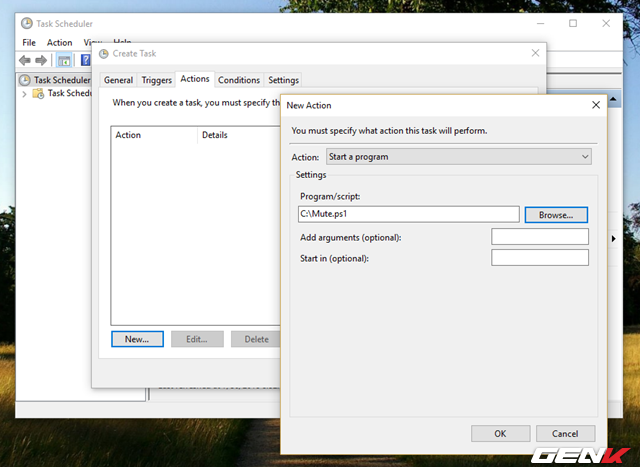 Task Scheduler
File Action View Help
Create Task
Task Scheduler
Task Schedu
General Triggers Actions Conditions Settings
When you create a task, you must specify th
Action Details
New... Edit... Delete
New Action
You must specify what action this task will perform.
Action: Start a program
Settings
Program/script:
C:\Mute.ps1 Browse...
Add arguments (optional):
Start in (optional):
OK Cancel
GENK